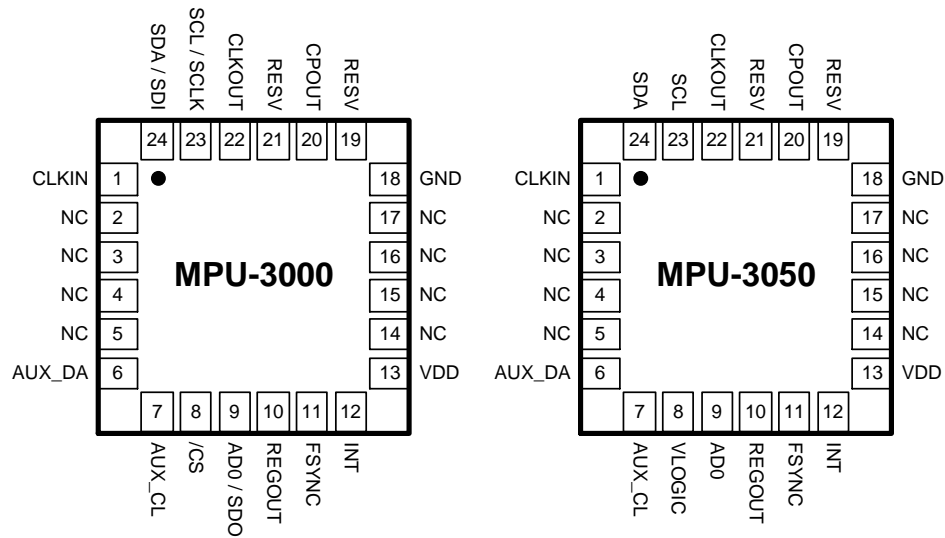 SDA / SDI
SCL / SCLK
CLKOUT
RESV
CPOUT
RESV
24 23 22 21 20 19
CLKIN 1
NC 2
NC 3
NC 4
NC 5
AUX_DA 6
MPU-3000
18 GND
17 NC
16 NC
15 NC
14 NC
13 VDD
7 8 9 10 11 12
AUX_CL
/CS
AD0 / SDO
REGOUT
FSYNC
INT
SDA
SCL
CLKOUT
RESV
CPOUT
RESV
24 23 22 21 20 19
CLKIN 1
NC 2
NC 3
NC 4
NC 5
AUX_DA 6
MPU-3050
18 GND
17 NC
16 NC
15 NC
14 NC
13 VDD
7 8 9 10 11 12
AUX_CL
VLOGIC
AD0
REGOUT
FSYNC
INT